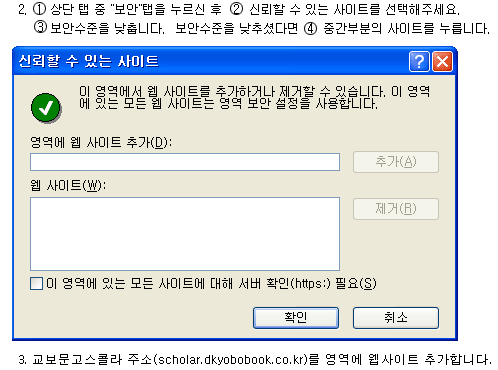 2. ① 상단 탭 중 "보안"탭을 누르신 후 ② 신뢰할 수 있는 사이트를 선택해주세요.
③ 보안수준을 낮춥니다. 보안수준을 낮추셨다면 ④ 중간부분의 사이트를 누릅니다.
신뢰할 수 있는 사이트
이 영역에서 웹 사이트를 추가하거나 제거할 수 있습니다. 이 영역
에 있는 모든 웹 사이트는 영역 보안 설정을 사용합니다.
영역에 웹 사이트 추가(D):
추가(A)
웹 사이트(W):
제거(R)
이 영역에 있는 모든 사이트에 대해 서버 확인(https:) 필요(S)
확인 취소
3. 교보문고스콜라 주소(scholar.dkyobobook.co.kr)를 영역에 웹사이트 추가합니다.